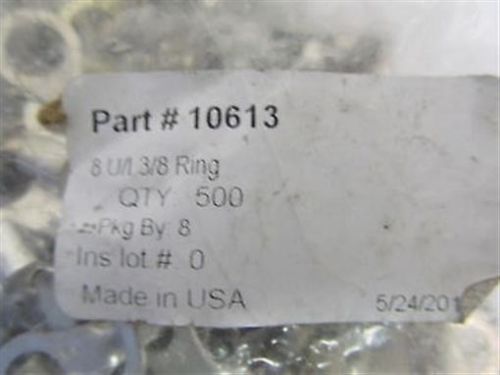 Part # 10613
8 U/I. 3/8 Ring
QTY: 500
Pkg By: 8
Ins lot #: 0
Made in USA 5/24/201